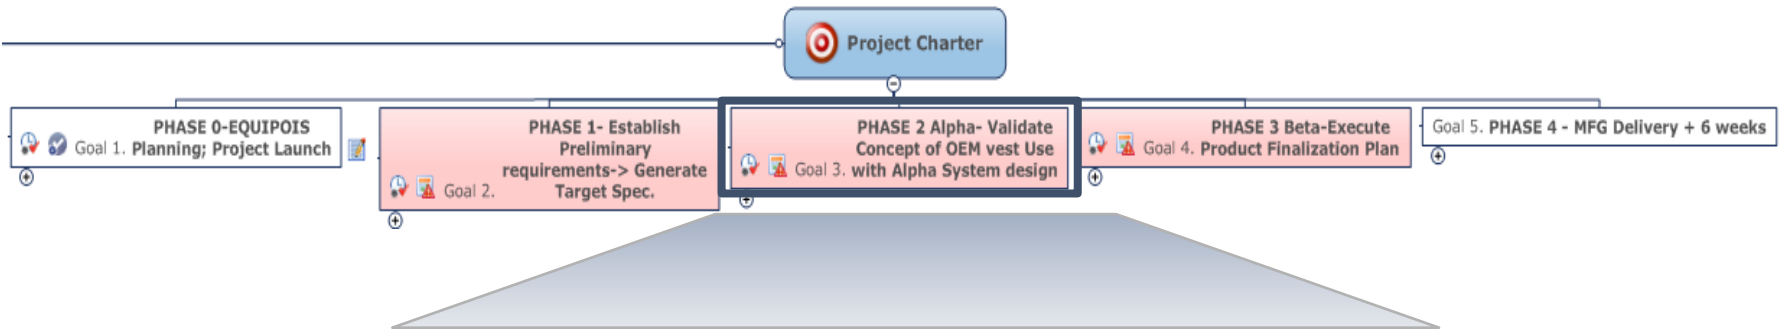 Project Charter
PHASE 0-EQUIPOIS
Goal 1. Planning; Project Launch
PHASE 1- Establish
Preliminary
requirements-> Generate
Goal 2. Target Spec.
PHASE 2 Alpha- Validate
Concept of OEM vest Use
Goal 3. with Alpha System design
PHASE 3 Beta-Execute
Goal 4. Product Finalization Plan
Goal 5. PHASE 4 - MFG Delivery + 6 weeks